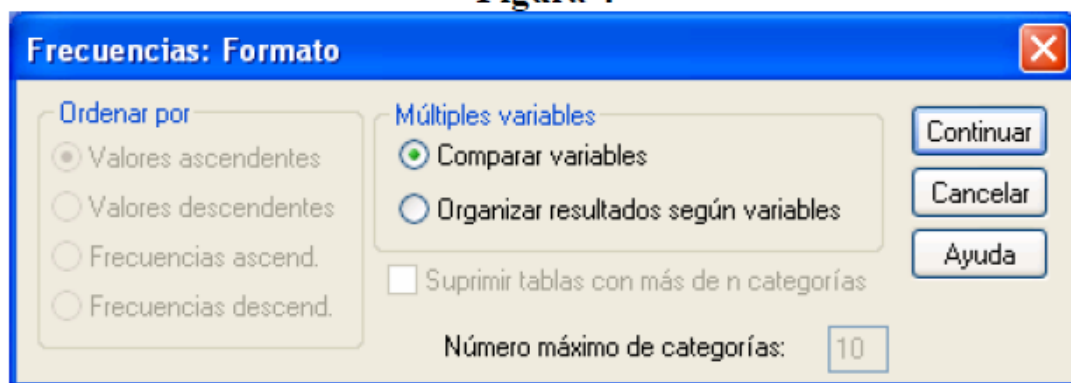 Frecuencias: Formato
Ordenar por
Valores ascendentes
Valores descendentes
Frecuencias ascend.
Frecuencias descend.
Múltiples variables
Comparar variables
Organizar resultados según variables
Suprimir tablas con más de n categorías
Número máximo de categorías: 10
Continuar
Cancelar
Ayuda